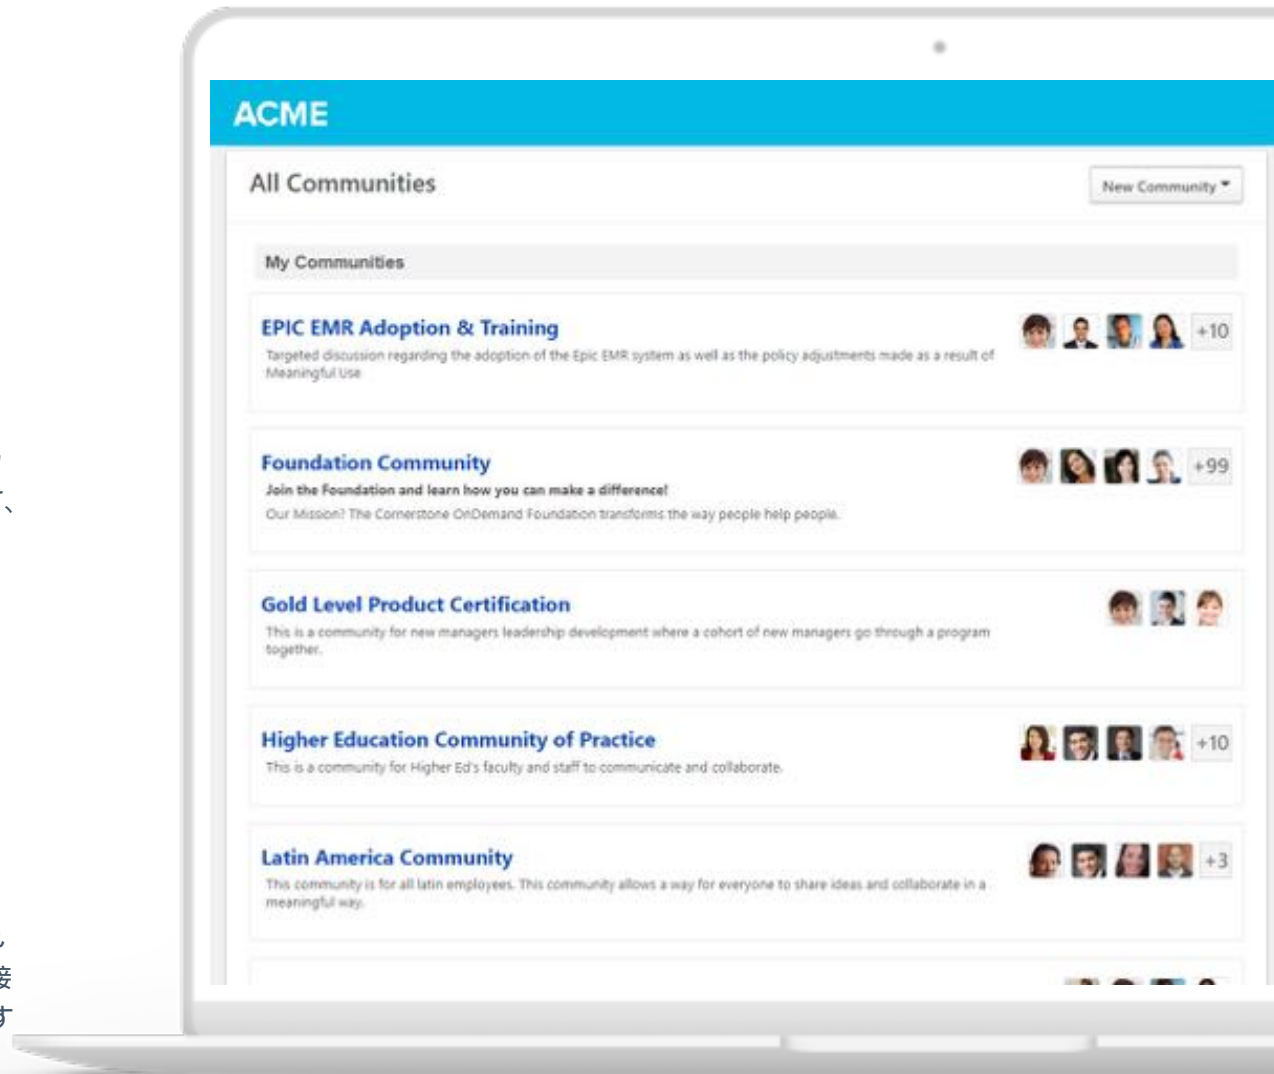 ACME
All Communities
New Community
My Communities
EPIC EMR Adoption & Training
+10
Targeted discussion regarding the adoption of the Epic EMR system as well as the policy adjustments made as a result of
Meaningful Use
Foundation Community
+99
Join the Foundation and learn how you can make a difference!
Our Mission? The Cornerstone OnDemand Foundation transforms the way people help people.
Gold Level Product Certification
This is a community for new managers leadership development where a cohort of new managers go through a program
together.
Higher Education Community of Practice
+10
This is a community for Higher Ed's faculty and staff to communicate and collaborate.
Latin America Community
+3
This community is for all latin employees. This community allows a way for everyone to share ideas and collaborate in a
meaningful way.
、
接
す